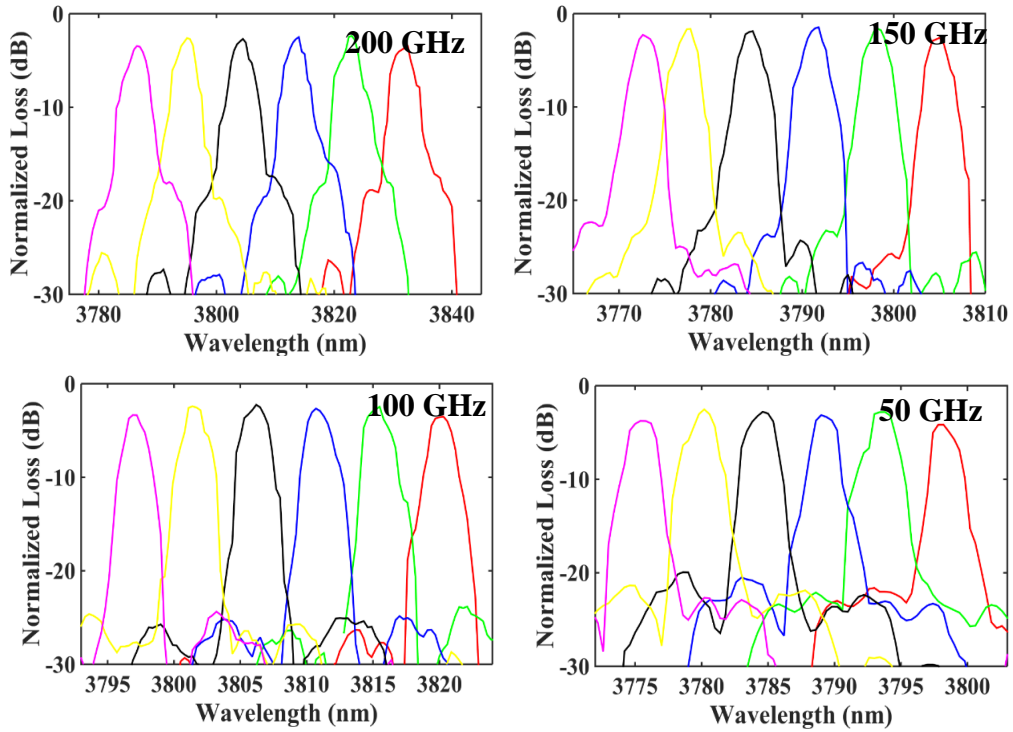 0
200 GHz
-10
-20
-30
Normalized Loss (dB)
3780 3800 3820 3840
Wavelength (nm)
0
150 GHz
-10
-20
-30
Normalized Loss (dB)
3770 3780 3790 3800 3810
Wavelength (nm)
0
100 GHz
-10
-20
-30
Normalized Loss (dB)
3795 3800 3805 3810 3815 3820
Wavelength (nm)
0
50 GHz
-10
-20
-30
Normalized Loss (dB)
3775 3780 3785 3790 3795 3800
Wavelength (nm)